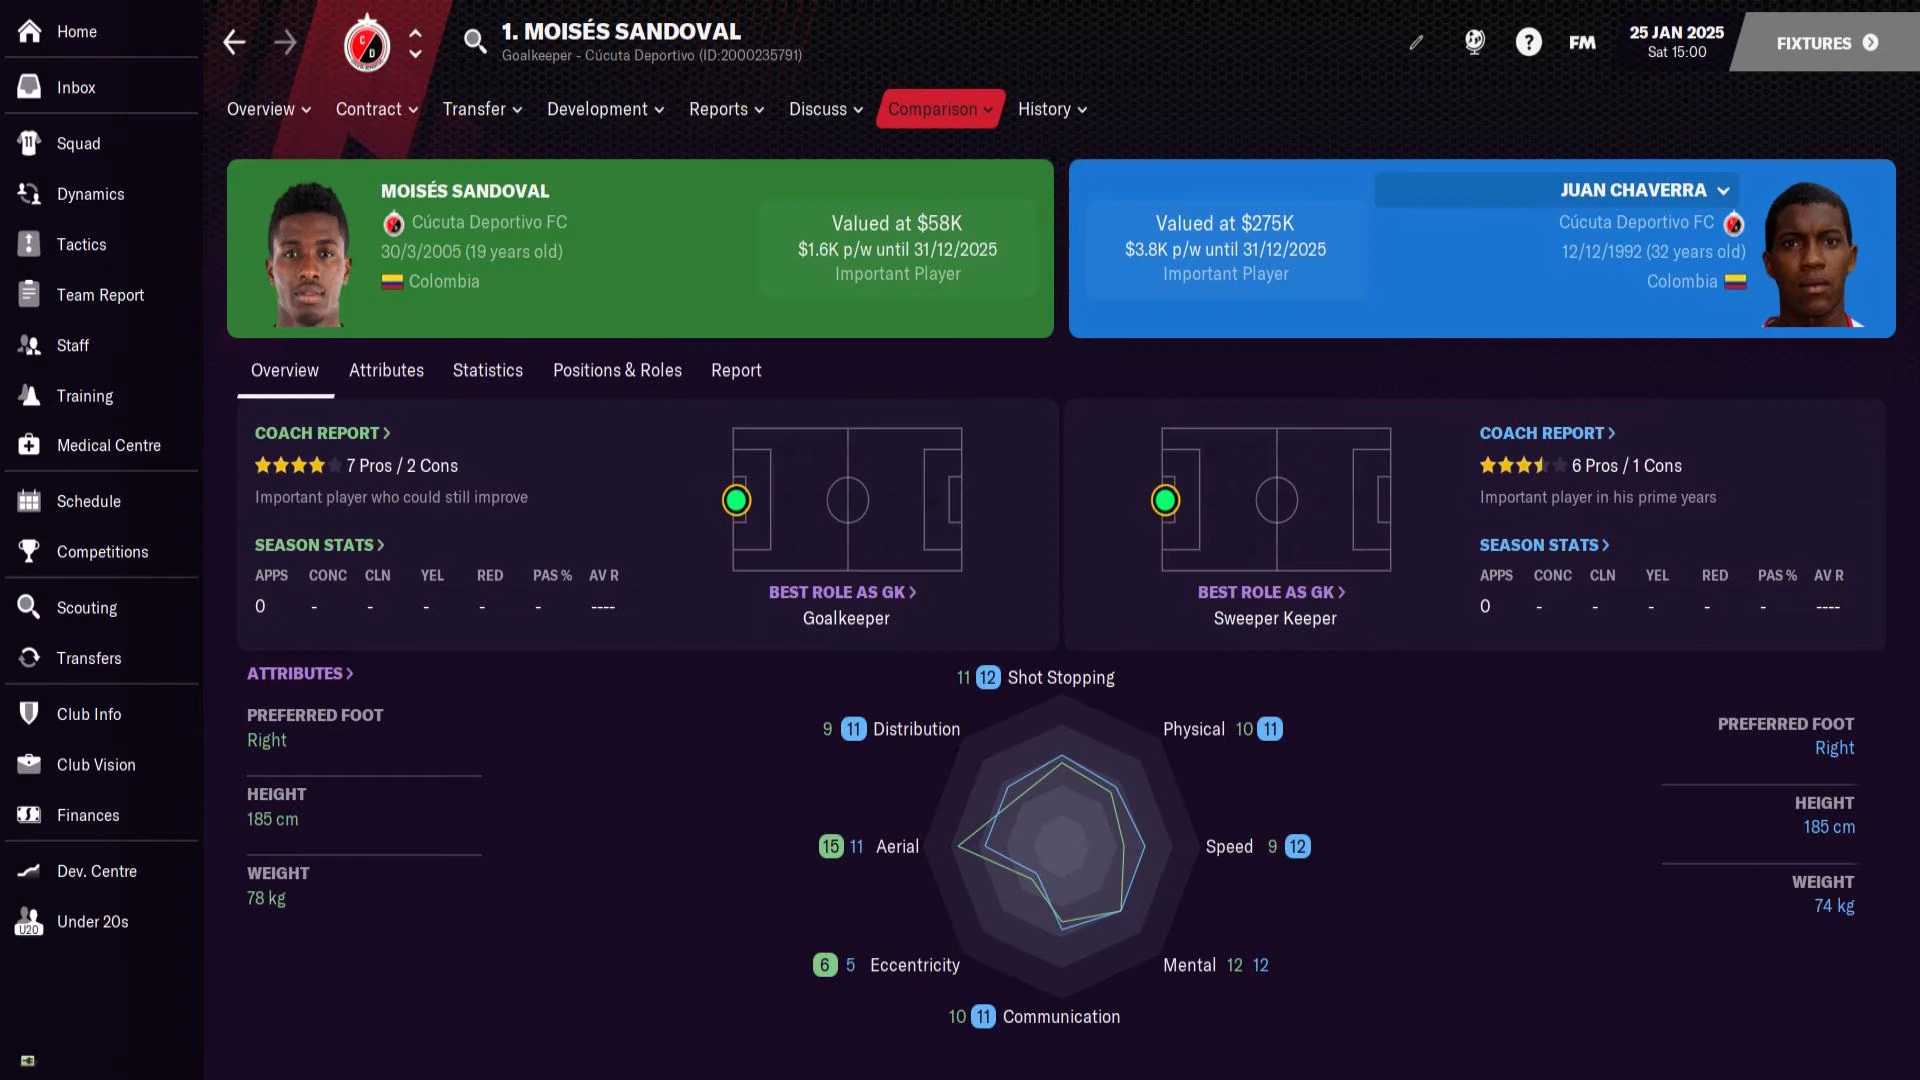 Home
Inbox
Squad
Dynamics
Tactics
Team Report
Staff
Training
Medical Centre
Schedule
Competitions
Scouting
Transfers
Club Info
Club Vision
Finances
Dev. Centre
U20
Under 20s
1. MOISÉS SANDOVAL
Goalkeeper - Cúcuta Deportivo (ID:2000235791)
FM
25 JAN 2025
Sat 15:00
FIXTURES
Overview Contract Transfer Development Reports Discuss Comparison History
MOISÉS SANDOVAL
Cúcuta Deportivo FC
30/3/2005 (19 years old)
Colombia
Valued at $58K
$1.6K p/w until 31/12/2025
Important Player
Valued at $275K
$3.8K p/w until 31/12/2025
Important Player
JUAN CHAVERRA
Cúcuta Deportivo FC
12/12/1992 (32 years old)
Colombia
Overview Attributes Statistics Positions & Roles Report
COACH REPORT
7 Pros / 2 Cons
Important player who could still improve
SEASON STATS
APPS CONC CLN YEL RED PAS % AV R
0 - - - - - ----
BEST ROLE AS GK
Goalkeeper
BEST ROLE AS GK
Sweeper Keeper
COACH REPORT
6 Pros / 1 Cons
Important player in his prime years
SEASON STATS
APPS CONC CLN YEL RED PAS % AV R
0 - - - - - ----
ATTRIBUTES
PREFERRED FOOT
Right
HEIGHT
185 cm
WEIGHT
78 kg
11 12 Shot Stopping
9 11 Distribution
Physical 10 11
15 11 Aerial
Speed 9 12
6 5 Eccentricity
Mental 12 12
10 11 Communication
PREFERRED FOOT
Right
HEIGHT
185 cm
WEIGHT
74 kg